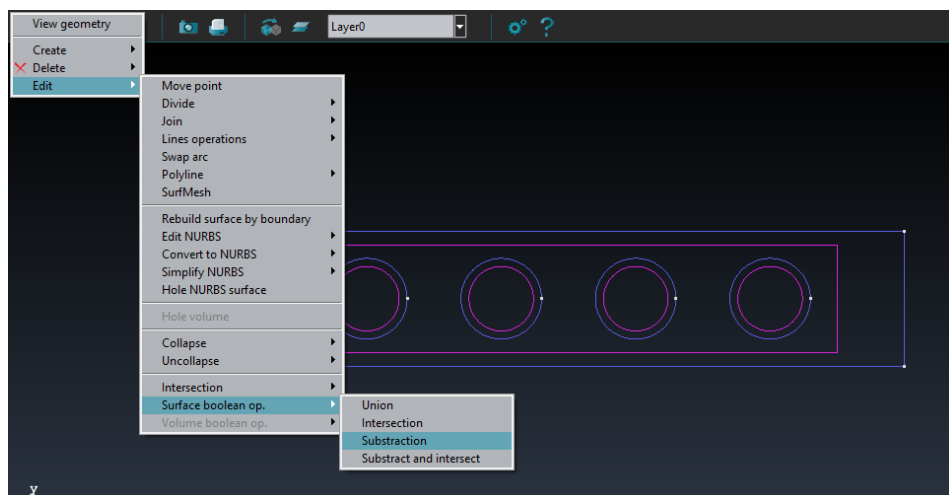 View geometry
Layer0
?
Create
Delete
Edit
Move point
Divide
Join
Lines operations
Swap arc
Polyline
SurfMesh
Rebuild surface by boundary
Edit NURBS
Convert to NURBS
Simplify NURBS
Hole NURBS surface
Hole volume
Collapse
Uncollapse
Intersection
Surface boolean op.
Volume boolean op.
Union
Intersection
Substraction
Substract and intersect
y